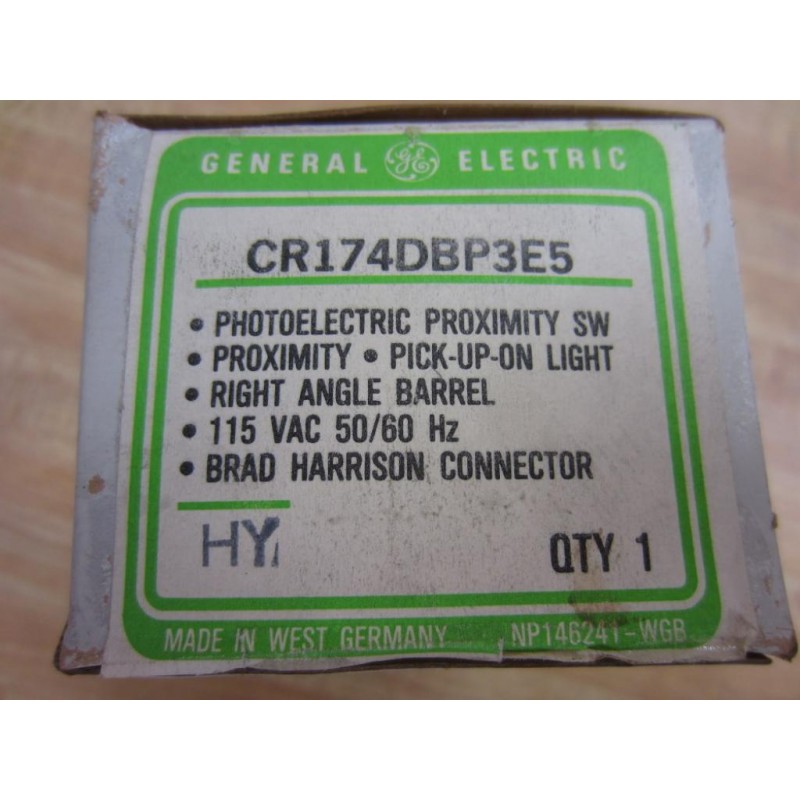 GENERAL GE ELECTRIC
CR174DBP3E5
• PHOTOELECTRIC PROXIMITY SW
• PROXIMITY • PICK-UP-ON LIGHT
• RIGHT ANGLE BARREL
• 115 VAC 50/60 Hz
• BRAD HARRISON CONNECTOR
HY
QTY 1
MADE IN WEST GERMANY NP146241-WGB